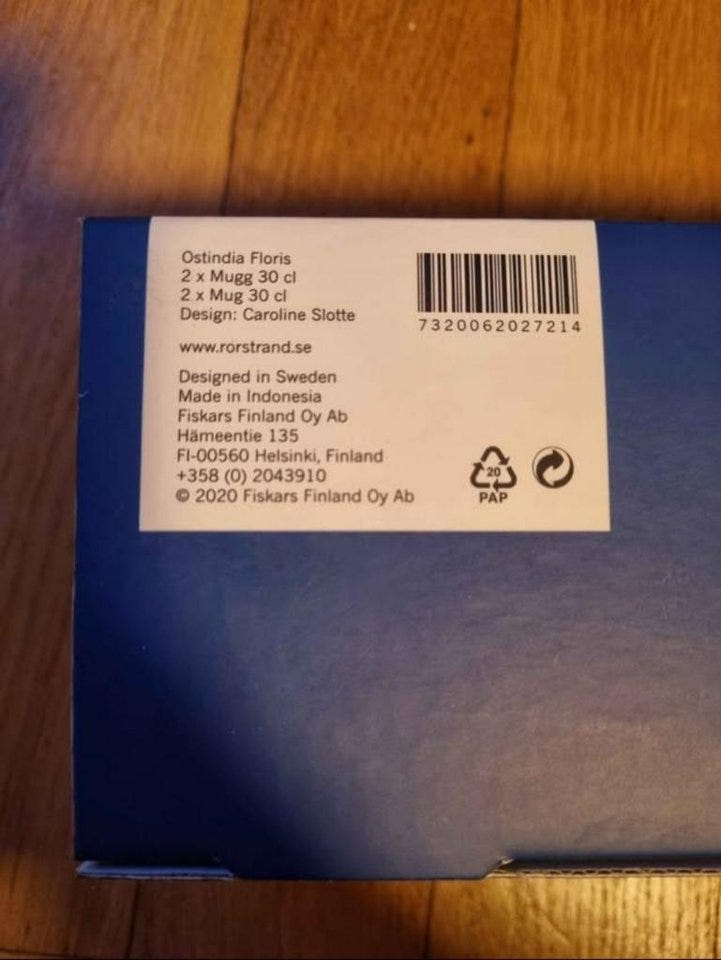 Ostindia Floris
2 x Mugg 30 cl
2 x Mug 30 cl
Design: Caroline Slotte
www.rorstrand.se
Designed in Sweden
Made in Indonesia
Fiskars Finland Oy Ab
Hämeentie 135
FI-00560 Helsinki, Finland
+358 (0) 2043910
© 2020 Fiskars Finland Oy Ab
7320062027214
20
PAP